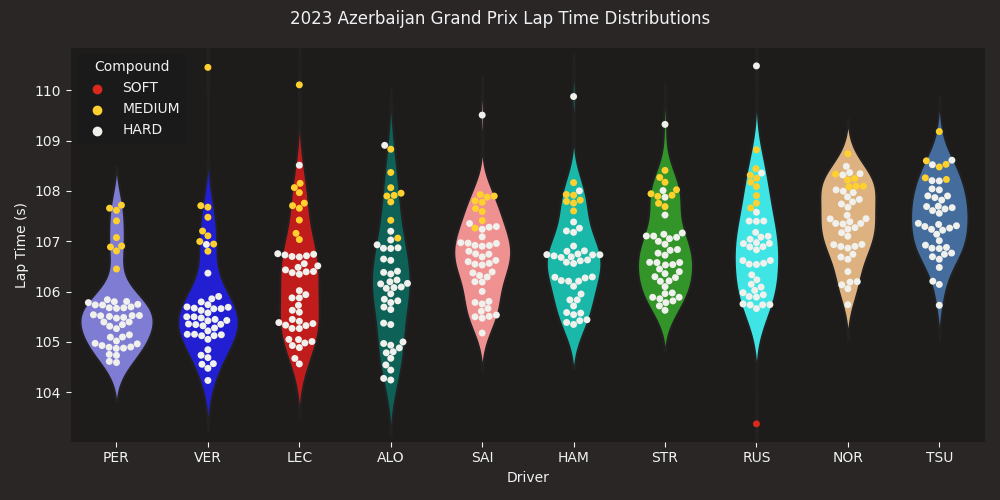 2023 Azerbaijan Grand Prix Lap Time Distributions
Compound
SOFT
MEDIUM
HARD
Lap Time (s)
110
109
108
107
106
105
104
PER VER LEC ALO SAI HAM STR RUS NOR TSU
Driver